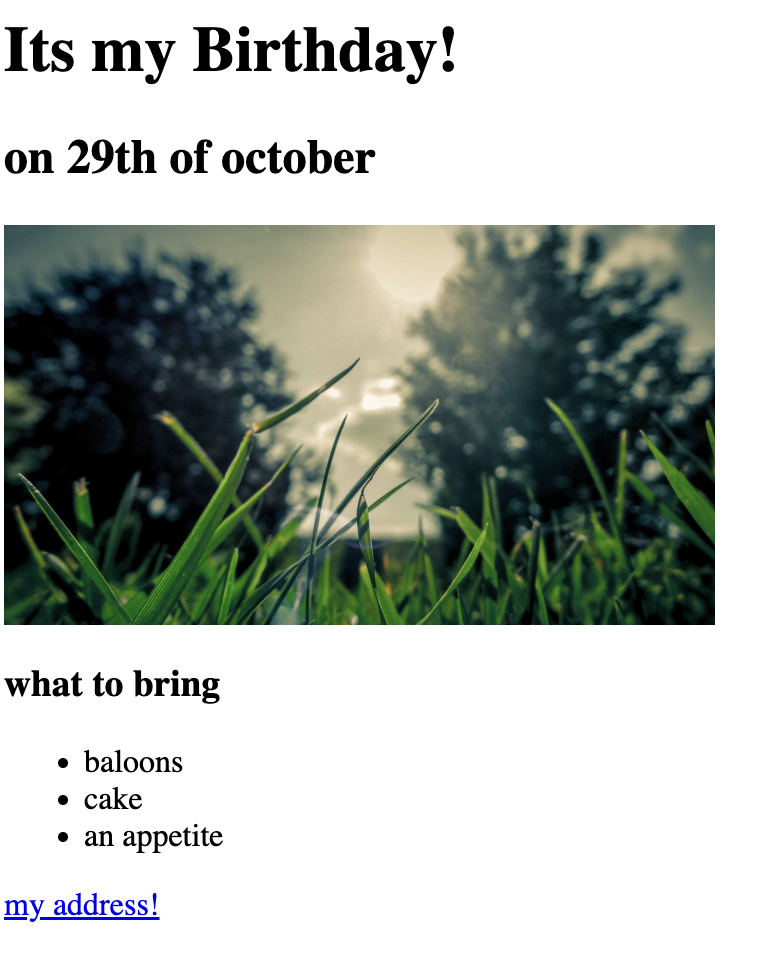 Its my Birthday!
on 29th of october
what to bring
baloons
cake
an appetite
my address!